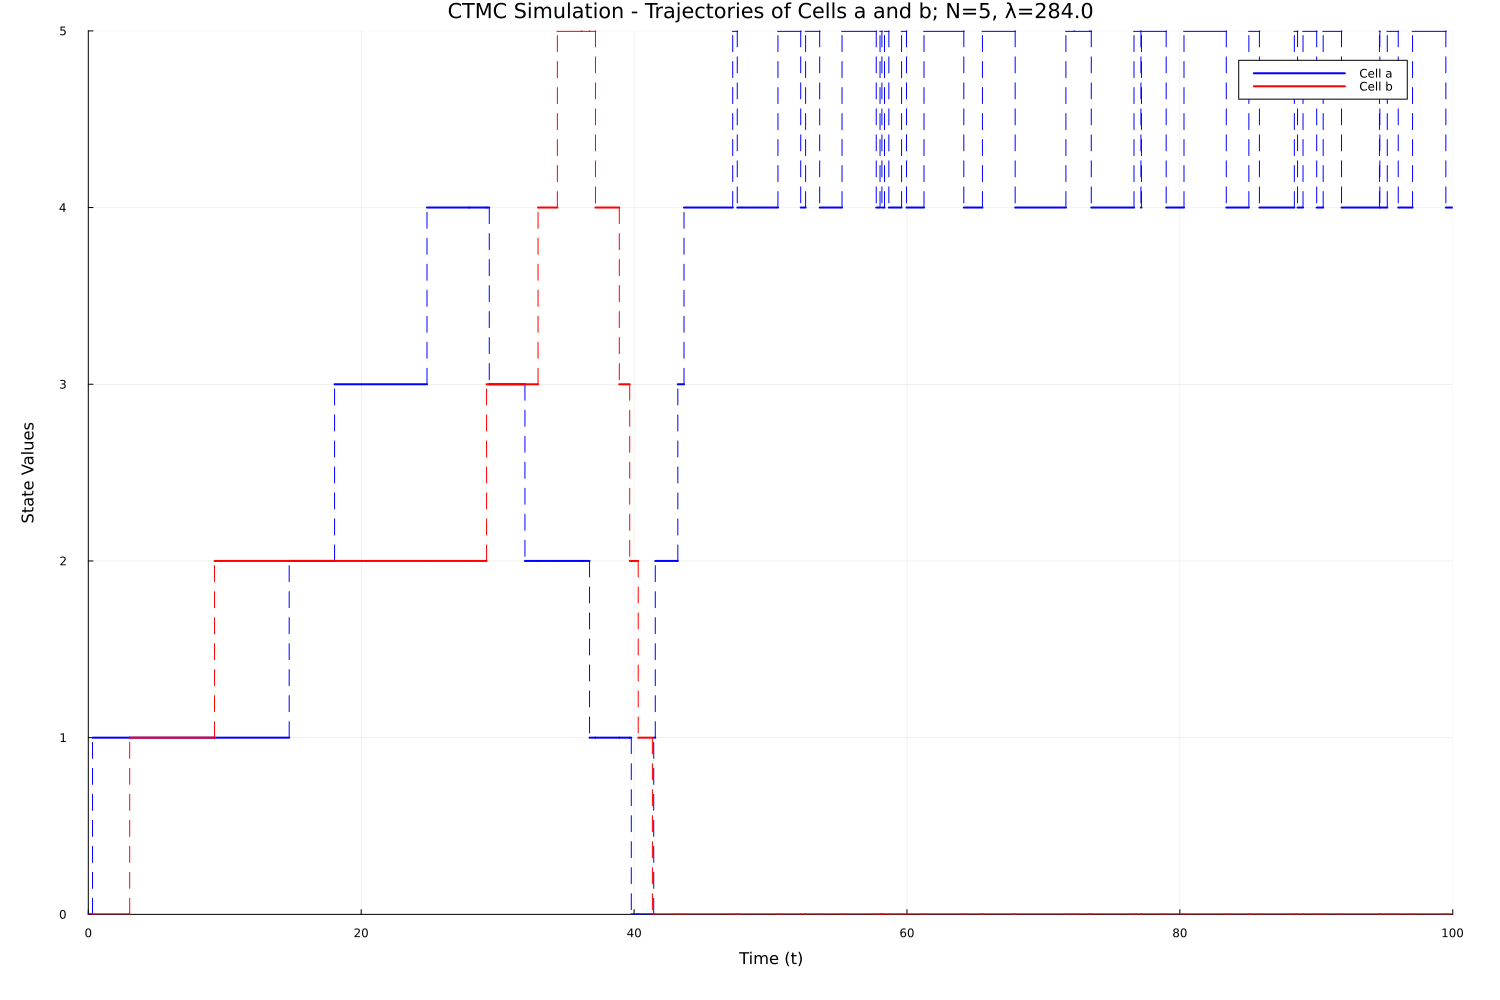 CTMC Simulation - Trajectories of Cells a and b; N=5, λ=284.0
5
Cell a
Cell b
4
3
State Values
2
1
0
0 20 40 60 80 100
Time (t)